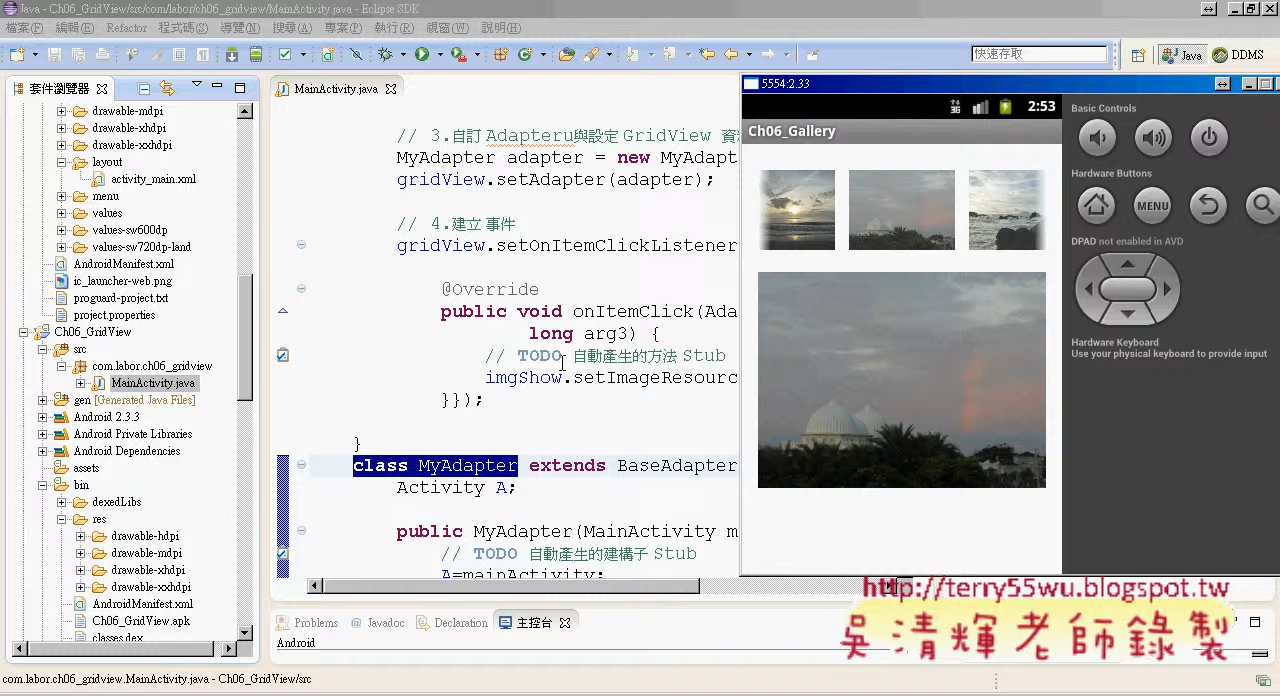 Java - Ch06_GridView/src/com/labor/ch06_gridview/MainActivity.java - Eclipse SDK
檔案(F) 編輯(E) Refactor 程式碼(S) 導覽(N) 搜尋(A) 專案(P) 執行(R) 視窗(W) 說明(H)
快速存取
Java
DDMS
套件瀏覽器
drawable-mdpi
drawable-xhdpi
drawable-xxhdpi
layout
activity_main.xml
menu
values
values-sw600dp
values-sw720dp-land
AndroidManifest.xml
ic_launcher-web.png
proguard-project.txt
project.properties
Ch06_GridView
src
com.labor.ch06_gridview
MainActivity.java
gen [Generated Java Files]
Android 2.3.3
Android Private Libraries
Android Dependencies
assets
bin
dexedLibs
res
drawable-hdpi
drawable-mdpi
drawable-xhdpi
drawable-xxhdpi
AndroidManifest.xml
Ch06_GridView.apk
classes.dex
MainActivity.java
// 3.自訂 Adapteru與設定 GridView 資
MyAdapter adapter = new MyAdapt
gridView.setAdapter(adapter);
// 4.建立 事件
gridView.setOnItemClickListener
@Override
public void onItemClick(Ada
long arg3) {
// TODO 自動產生的方法 Stub
imgShow.setImageResourc
}});
}
class MyAdapter extends BaseAdapter
Activity A;
public MyAdapter(MainActivity m
// TODO 自動產生的建構子 Stub
A=mainActivity;
5554:2.33
3G
2:53
Ch06_Gallery
Basic Controls
Hardware Buttons
MENU
DPAD not enabled in AVD
Hardware Keyboard
Use your physical keyboard to provide input
Problems @ Javadoc Declaration 主控台
Android
http://terry55wu.blogspot.tw
吳清輝老師錄製
com.labor.ch06_gridview.MainActivity.java - Ch06_GridView/src